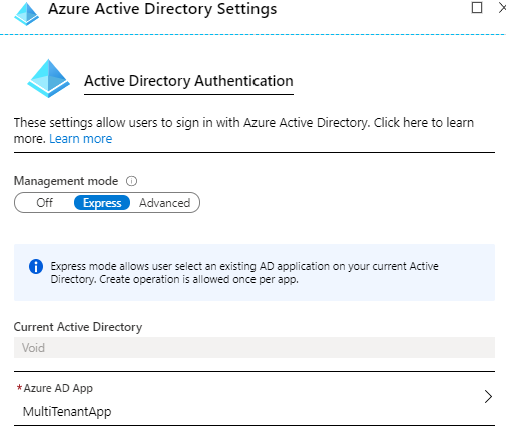 Azure Active Directory Settings
Active Directory Authentication
These settings allow users to sign in with Azure Active Directory. Click here to learn
more. Learn more
Management mode
Off Express Advanced
Express mode allows user select an existing AD application on your current Active
Directory. Create operation is allowed once per app.
Current Active Directory
Void
*Azure AD App
MultiTenantApp